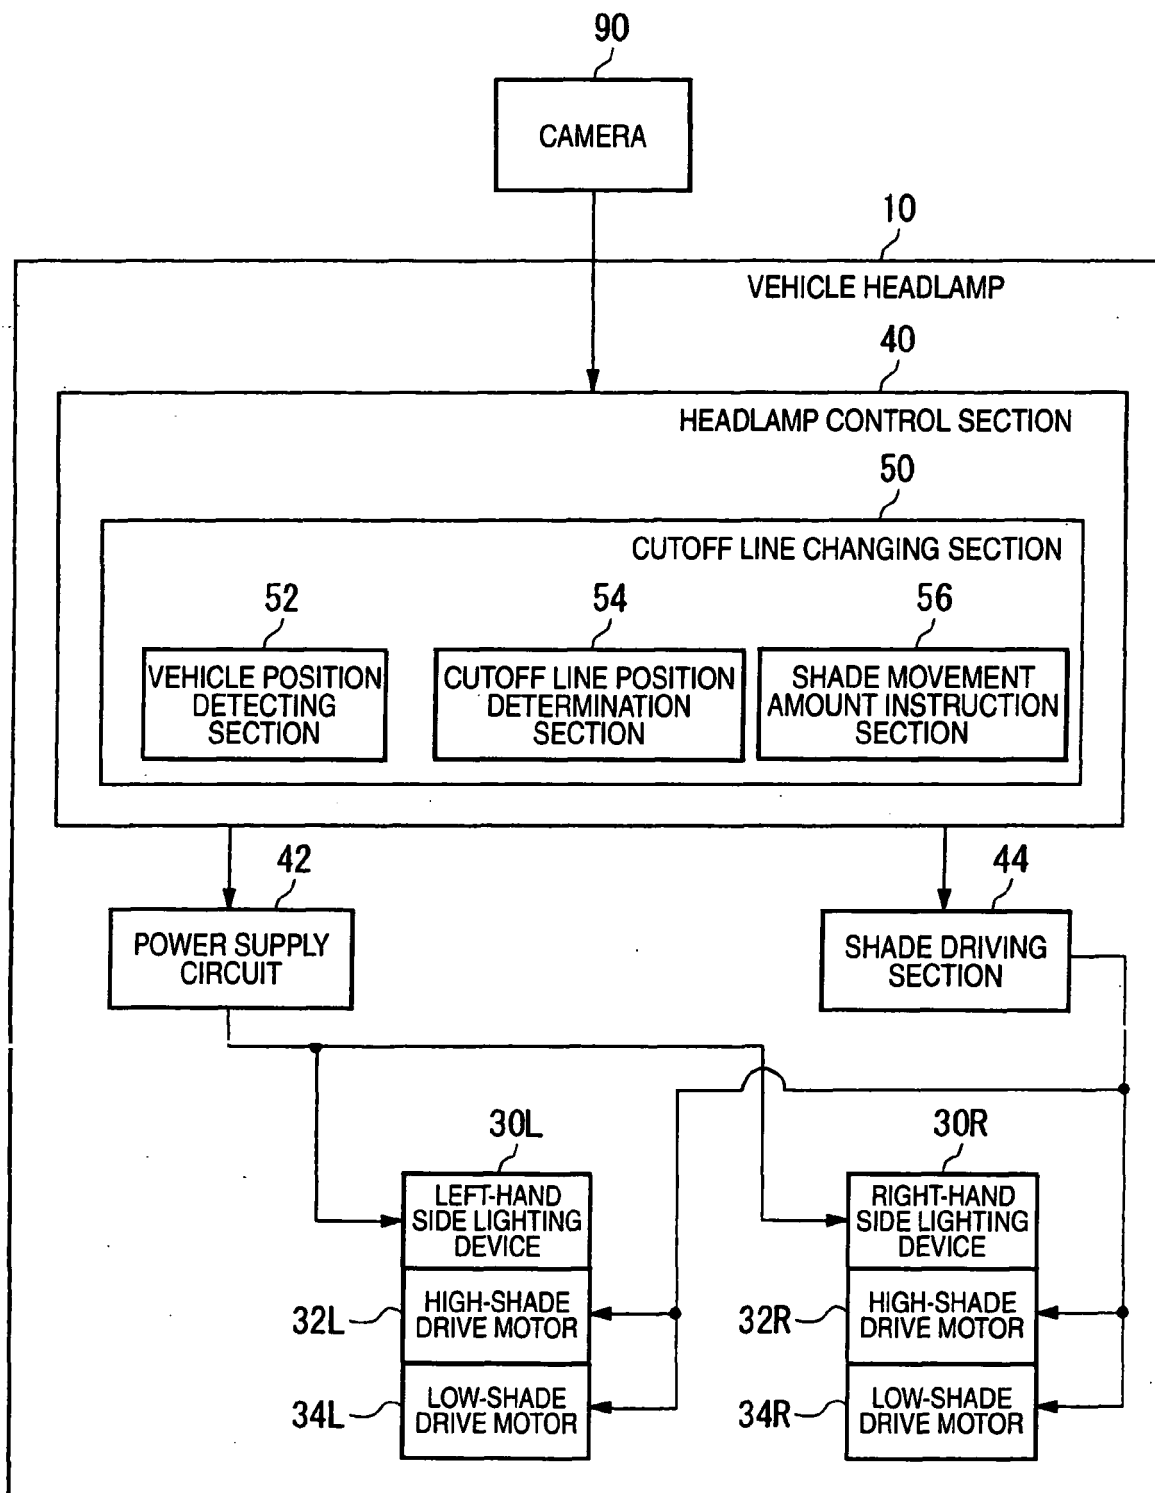 90
CAMERA
10
VEHICLE HEADLAMP
40
HEADLAMP CONTROL SECTION
50
CUTOFF LINE CHANGING SECTION
52
54
56
VEHICLE POSITION
DETECTING
SECTION
CUTOFF LINE POSITION
DETERMINATION
SECTION
SHADE MOVEMENT
AMOUNT INSTRUCTION
SECTION
42
44
POWER SUPPLY
CIRCUIT
SHADE DRIVING
SECTION
30L
30R
LEFT-HAND
SIDE LIGHTING
DEVICE
RIGHT-HAND
SIDE LIGHTING
DEVICE
32L
HIGH-SHADE
DRIVE MOTOR
32R
HIGH-SHADE
DRIVE MOTOR
34L
LOW-SHADE
DRIVE MOTOR
34R
LOW-SHADE
DRIVE MOTOR